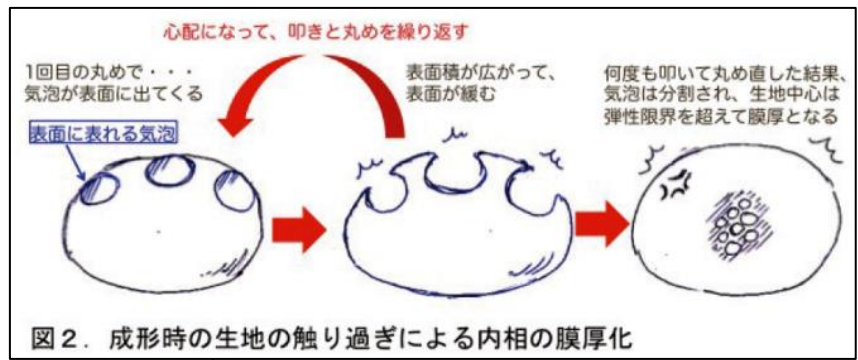 心配になって、叩きと丸めを繰り返す
1回目の丸めで・・・
気泡が表面に出てくる
表面に表れる気泡
表面積が広がって、
表面が緩む
何度も叩いて丸め直した結果、
気泡は分割され、生地中心は
弾性限界を超えて膜厚となる
図2．成形時の生地の触り過ぎによる内相の膜厚化